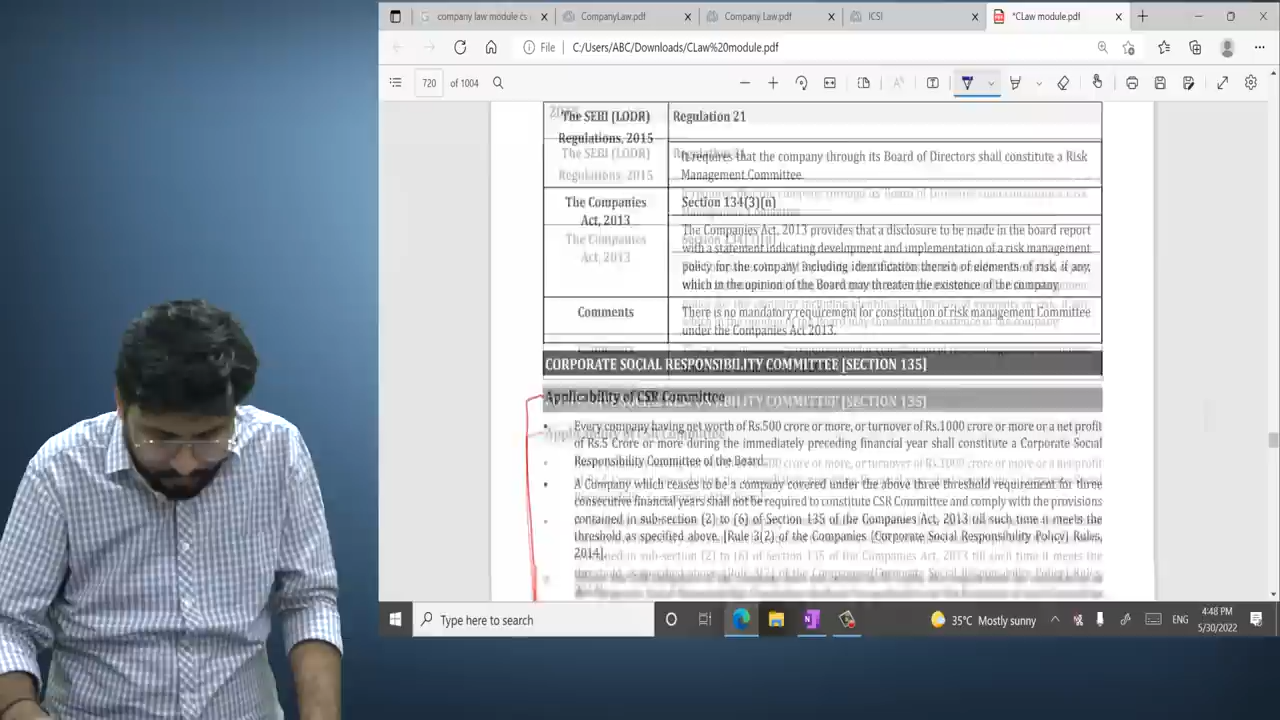 company law module cs
CompanyLaw.pdf
Company Law.pdf
ICSI
*CLaw module.pdf
File
C:/Users/ABC/Downloads/CLaw%20module.pdf
720
of 1004
The SEBI (LODR)
Regulation 21
Regulations, 2015
It requires that the company through its Board of Directors shall constitute a Risk
Management Committee.
The Companies
Act, 2013
Section 134(3)(n)
The Companies Act, 2013 provides that a disclosure to be made in the board report
with a statement indicating development and implementation of a risk management
policy for the company including identification therein of elements of risk, if any,
which in the opinion of the Board may threaten the existence of the company
Comments
There is no mandatory requirement for constitution of risk management Committee
under the Companies Act 2013.
CORPORATE SOCIAL RESPONSIBILITY COMMITTEE [SECTION 135]
Applicability of CSR Committee
• Every company having net worth of Rs.500 crore or more, or turnover of Rs.1000 crore or more or a net profit
of Rs.5 Crore or more during the immediately preceding financial year shall constitute a Corporate Social
Responsibility Committee of the Board.
• A Company which ceases to be a company covered under the above three threshold requirement for three
consecutive financial years shall not be required to constitute CSR Committee and comply with the provisions
contained in sub-section (2) to (6) of Section 135 of the Companies Act, 2013 till such time it meets the
threshold as specified above. [Rule 3(2) of the Companies (Corporate Social Responsibility Policy) Rules,
2014].
Type here to search
35°C Mostly sunny
ENG
4:48 PM
5/30/2022